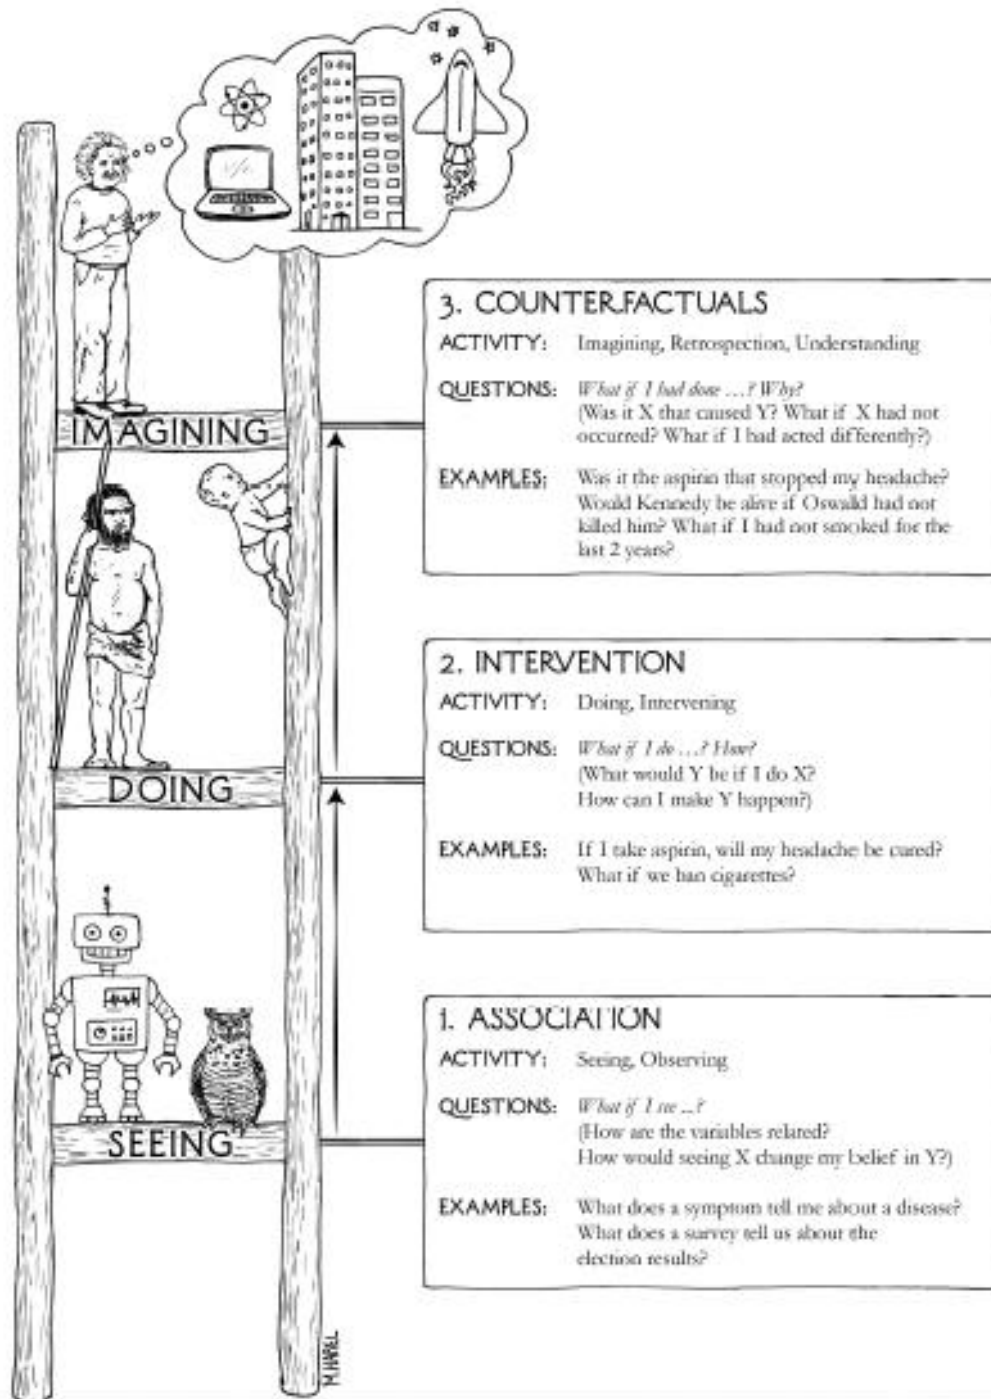 3. COUNTERFACTUALS
ACTIVITY: Imagining, Retrospection, Understanding
QUESTIONS: What if I had done …? Why?
(Was it X that caused Y? What if X had not
occurred? What if I had acted differently?)
EXAMPLES: Was it the aspirin that stopped my headache?
Would Kennedy be alive if Oswald had not
killed him? What if I had not smoked for the
last 2 years?
IMAGINING
2. INTERVENTION
ACTIVITY: Doing, Intervening
QUESTIONS: What if I do …? How?
(What would Y be if I do X?
How can I make Y happen?)
EXAMPLES: If I take aspirin, will my headache be cured?
What if we ban cigarettes?
DOING
1. ASSOCIATION
ACTIVITY: Seeing, Observing
QUESTIONS: What if I see …?
(How are the variables related?
How would seeing X change my belief in Y?)
EXAMPLES: What does a symptom tell me about a disease?
What does a survey tell us about the
election results?
SEEING
M.HAREL